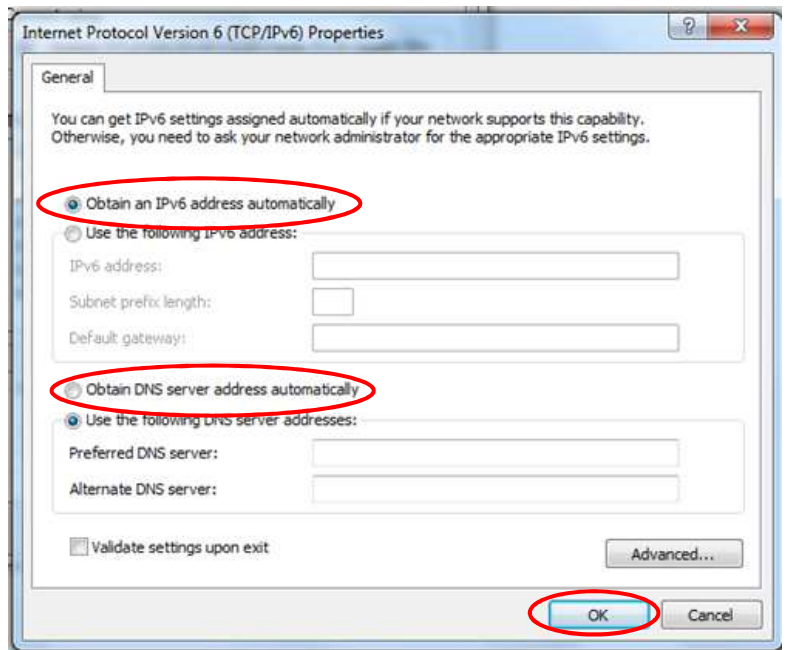 Internet Protocol Version 6 (TCP/IPv6) Properties
General
You can get IPv6 settings assigned automatically if your network supports this capability.
Otherwise, you need to ask your network administrator for the appropriate IPv6 settings.
Obtain an IPv6 address automatically
Use the following IPv6 address:
IPv6 address:
Subnet prefix length:
Default gateway:
Obtain DNS server address automatically
Use the following DNS server addresses:
Preferred DNS server:
Alternate DNS server:
Validate settings upon exit
Advanced...
OK
Cancel